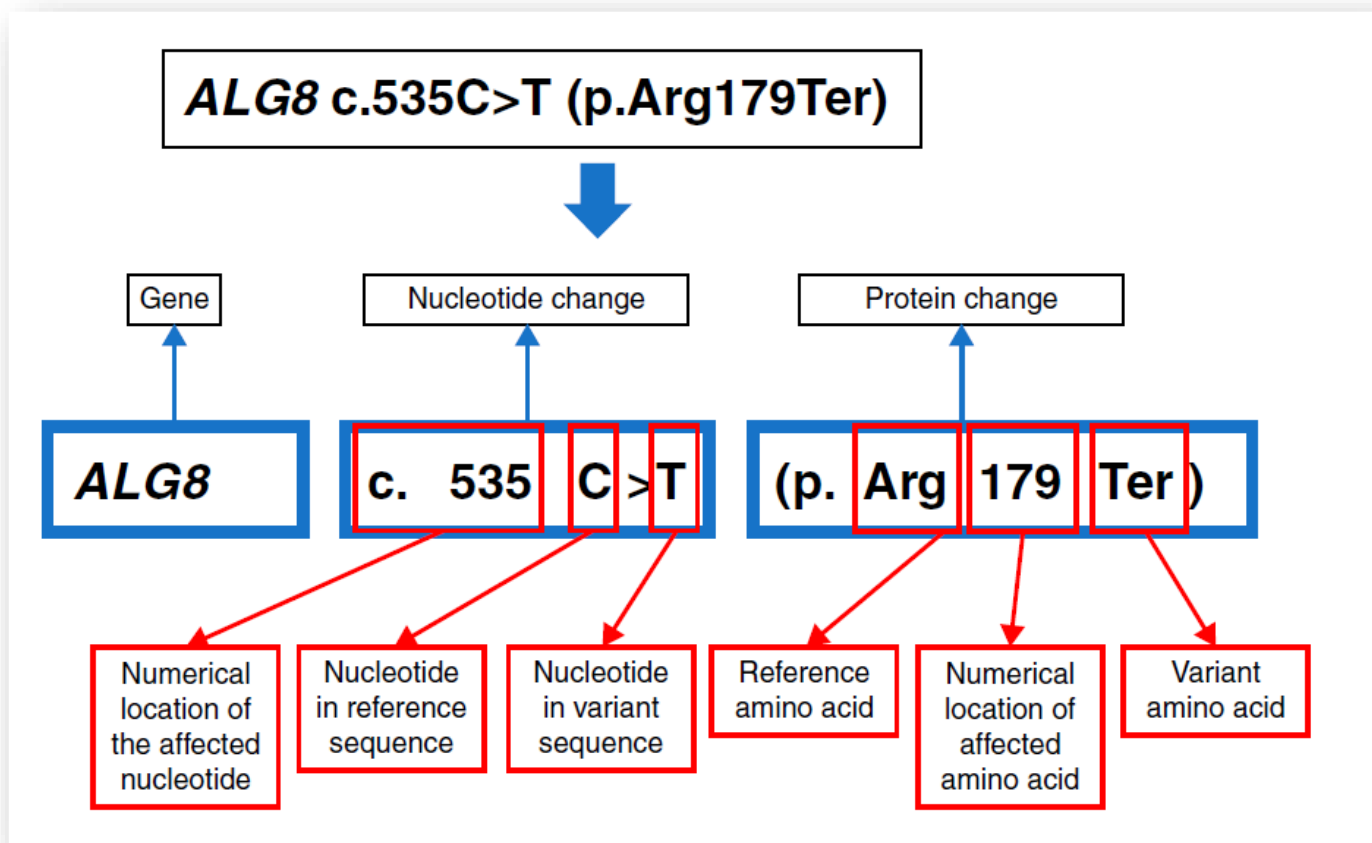 ALG8 c.535C>T (p.Arg179Ter)
Gene
Nucleotide change
Protein change
ALG8
c. 535 C >T
(p. Arg 179 Ter )
Numerical
location of
the affected
nucleotide
Nucleotide
in reference
sequence
Nucleotide
in variant
sequence
Reference
amino acid
Numerical
location of
affected
amino acid
Variant
amino acid